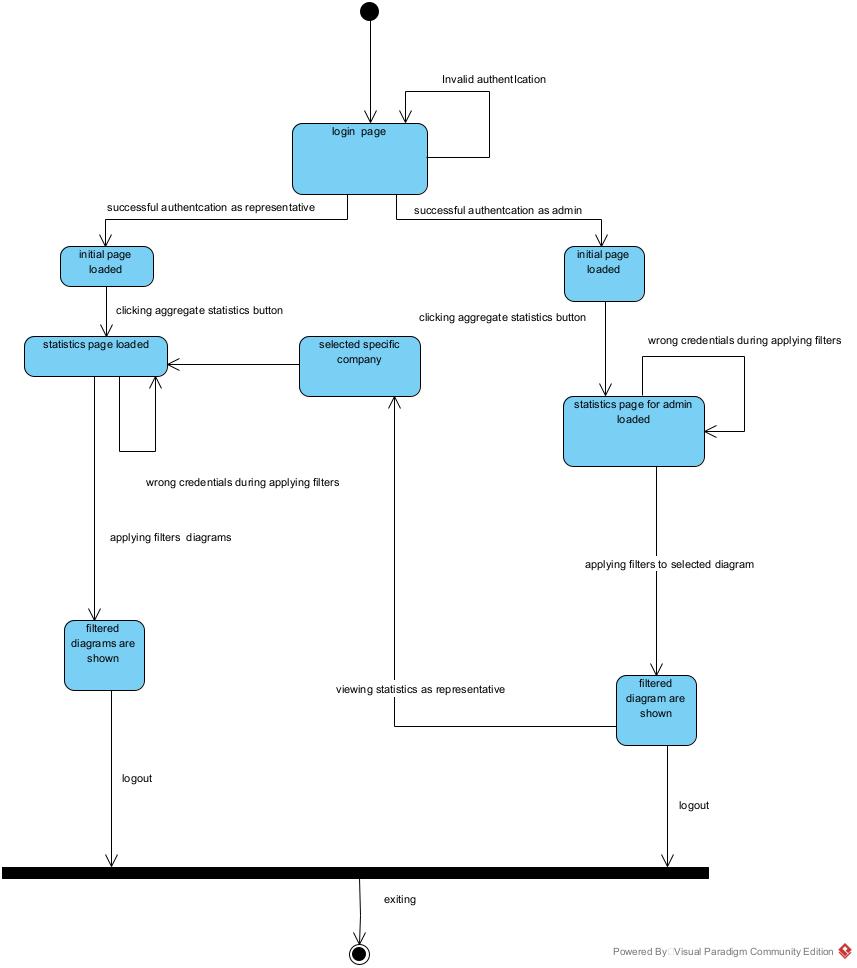 Invalid authentication
login page
successful authentcation as representative
successful authentcation as admin
initial page
loaded
initial page
loaded
clicking aggregate statistics button
clicking aggregate statistics button
statistics page loaded
selected specific
company
wrong credentials during applying filters
statistics page for admin
loaded
wrong credentials during applying filters
applying filters diagrams
applying filters to selected diagram
filtered
diagrams are
shown
viewing statistics as representative
filtered
diagram are
shown
logout
logout
exiting
Powered By Visual Paradigm Community Edition